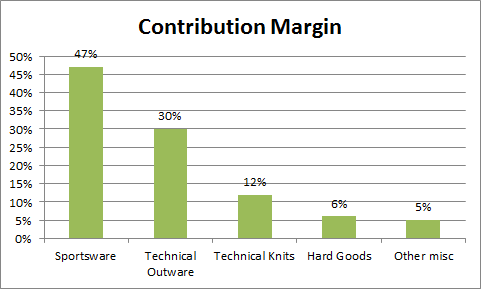 Contribution Margin
50%
45%
40%
35%
30%
25%
20%
15%
10%
5%
0%
47%
30%
12%
6%
5%
Sportsware
Technical
Outware
Technical Knits
Hard Goods
Other misc